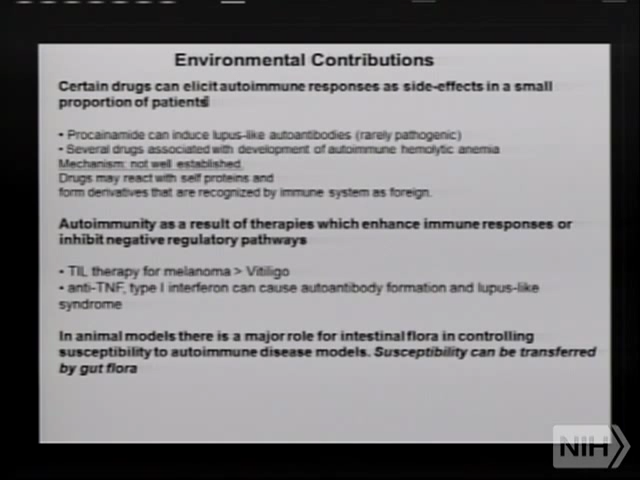 Environmental Contributions
Certain drugs can elicit autoimmune responses as side-effects in a small
proportion of patients
• Procainamide can induce lupus-like autoantibodies (rarely pathogenic)
• Several drugs associated with development of autoimmune hemolytic anemia
Mechanism: not well established.
Drugs may react with self proteins and
form derivatives that are recognized by immune system as foreign.
Autoimmunity as a result of therapies which enhance immune responses or
inhibit negative regulatory pathways
• TIL therapy for melanoma > Vitiligo
• anti-TNF, type I interferon can cause autoantibody formation and lupus-like
syndrome
In animal models there is a major role for intestinal flora in controlling
susceptibility to autoimmune disease models. Susceptibility can be transferred
by gut flora
NIH